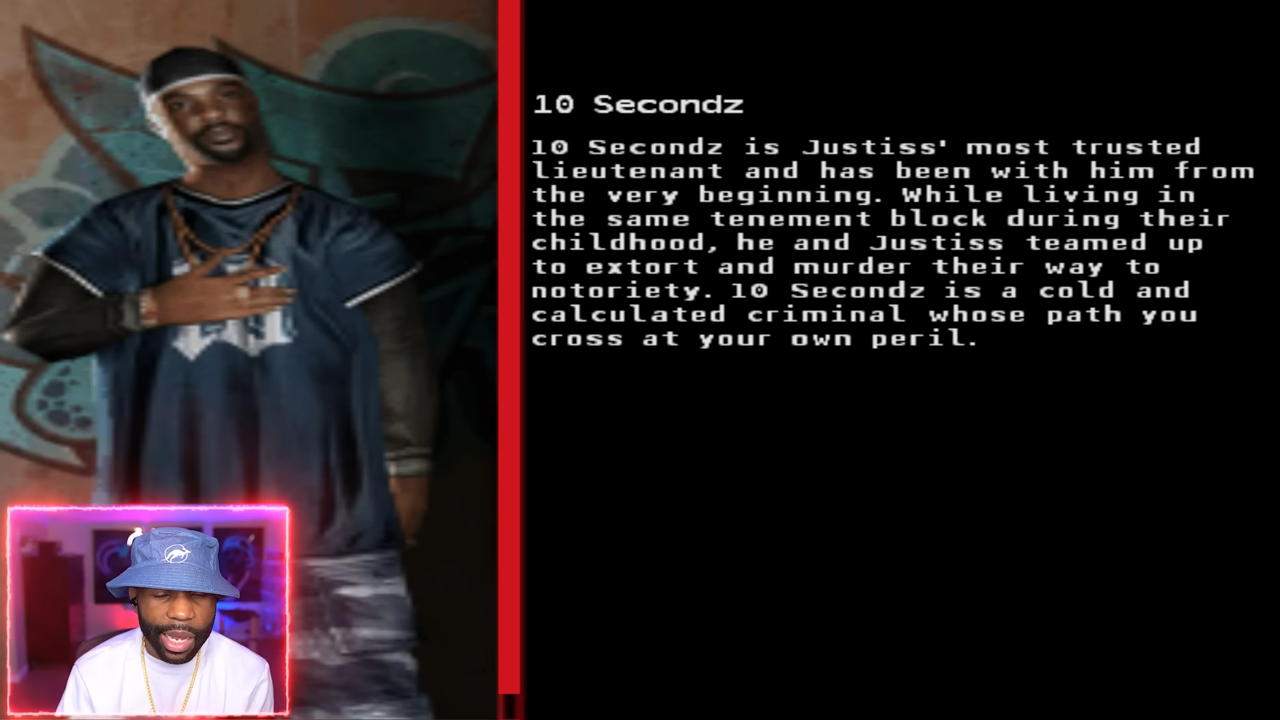 10 Secondz
10 Secondz is Justiss' most trusted
lieutenant and has been with him from
the very beginning. While living in
the same tenement block during their
childhood, he and Justiss teamed up
to extort and murder their way to
notoriety. 10 Secondz is a cold and
calculated criminal whose path you
cross at your own peril.